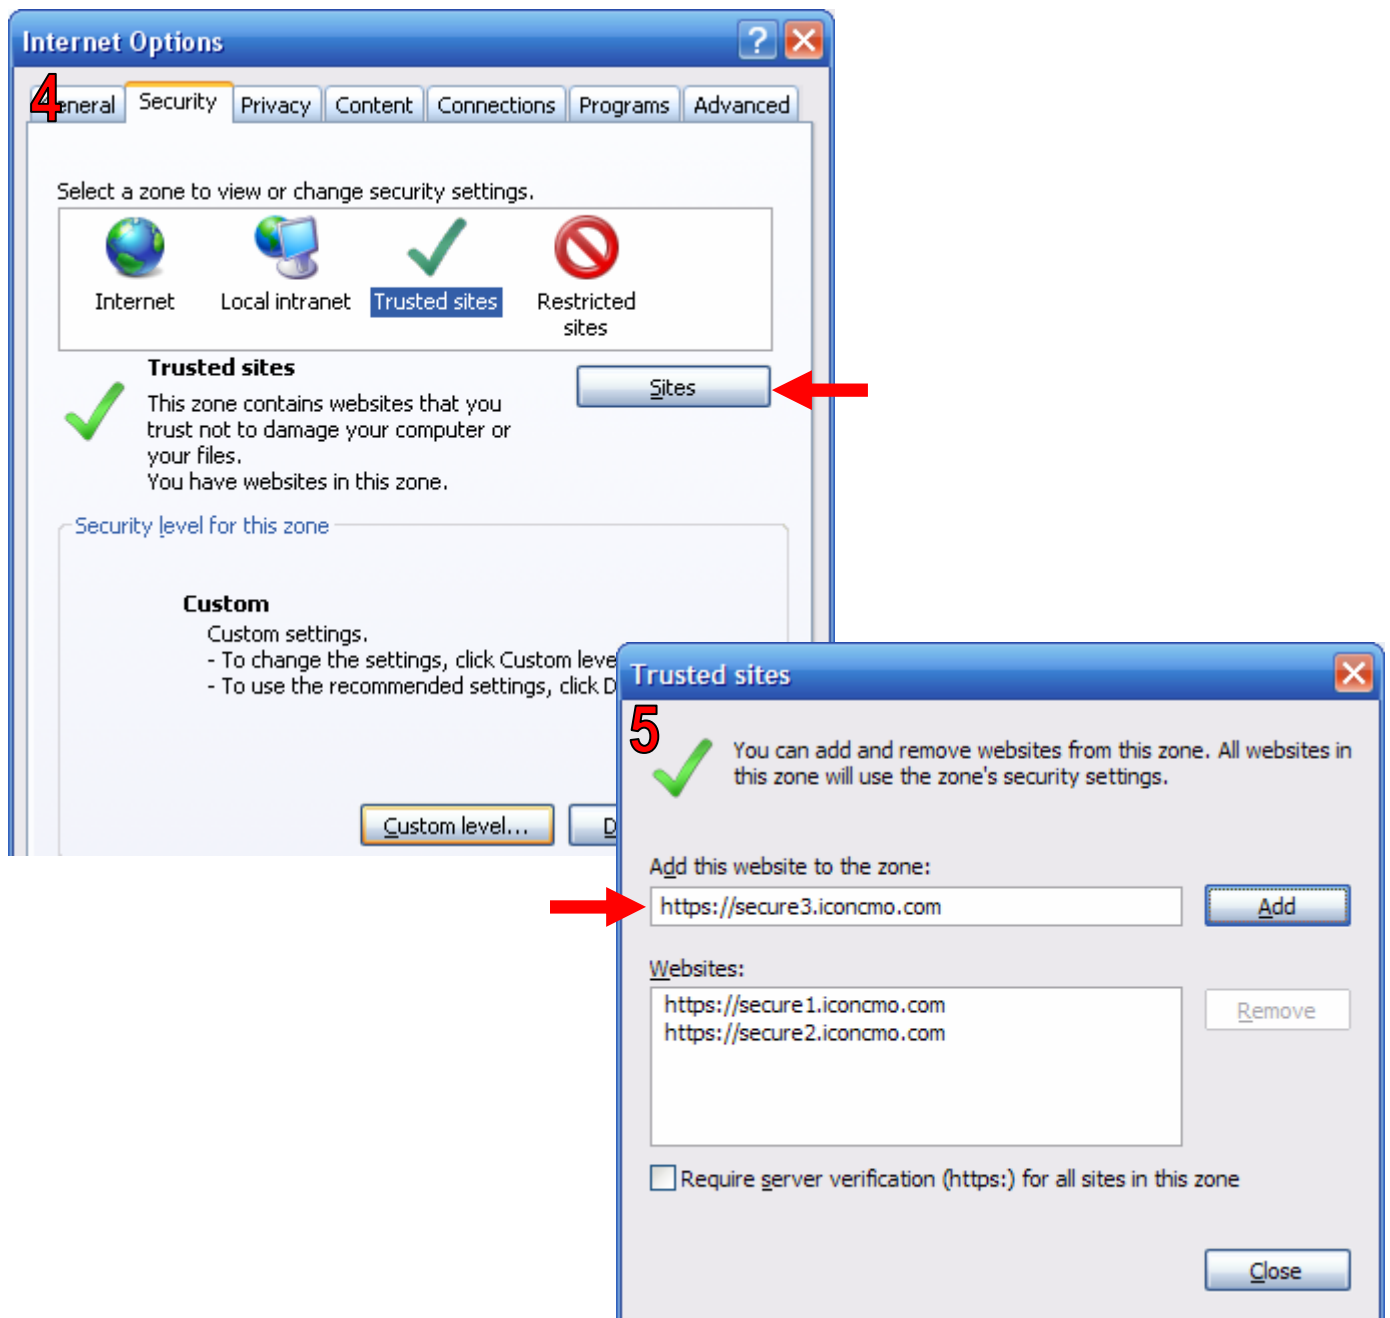 Internet Options
?
4
General Security Privacy Content Connections Programs Advanced
Select a zone to view or change security settings.
Internet Local intranet Trusted sites Restricted
sites
Trusted sites
Sites
This zone contains websites that you
trust not to damage your computer or
your files.
You have websites in this zone.
Security level for this zone
Custom
Custom settings.
- To change the settings, click Custom leve
- To use the recommended settings, click D
Custom level...
D
Trusted sites
5
You can add and remove websites from this zone. All websites in
this zone will use the zone's security settings.
Add this website to the zone:
https://secure3.iconcmo.com
Add
Websites:
https://secure1.iconcmo.com
https://secure2.iconcmo.com
Remove
Require server verification (https:) for all sites in this zone
Close